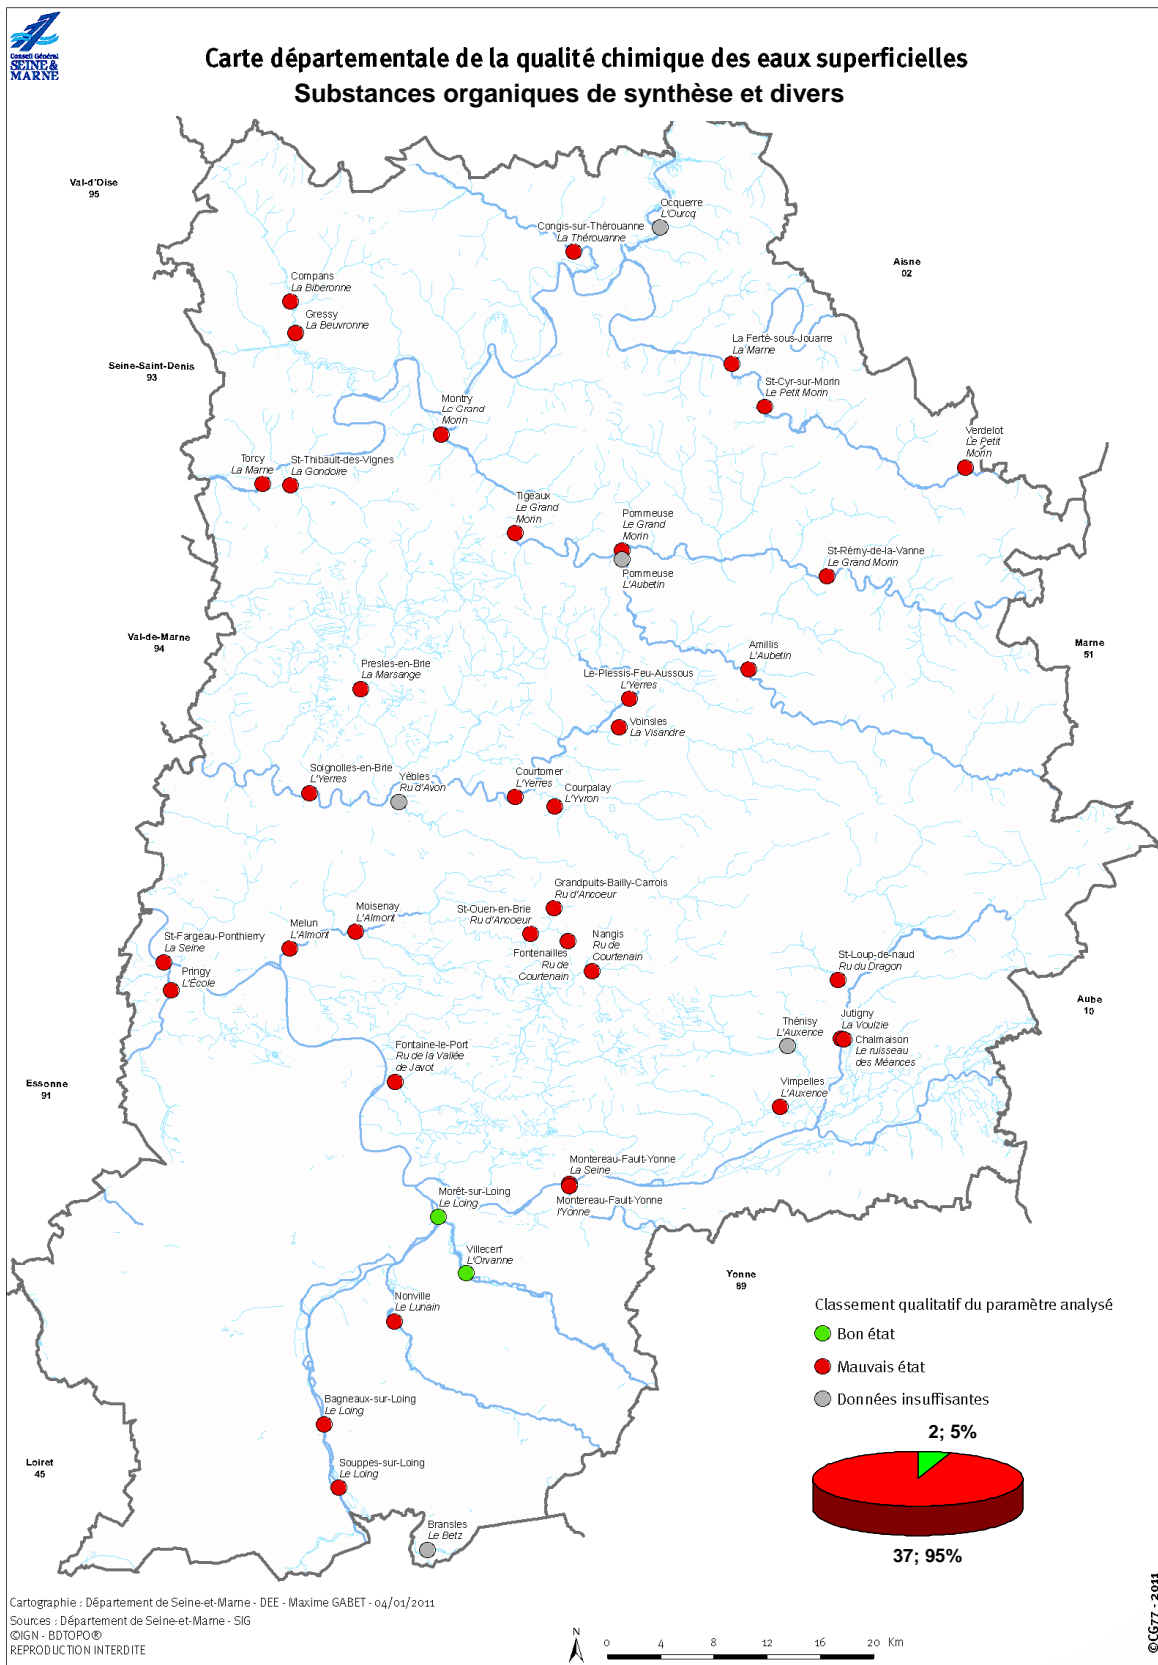 Conseil Général
SEINE &
MARNE
Carte départementale de la qualité chimique des eaux superficielles
Substances organiques de synthèse et divers
Val-d'Oise
95
Ocquerre
L'Ourcq
Congis-sur-Thérouanne
La Thérouanne
Aisne
02
Compans
La Biberonne
Gressy
La Beuvronne
La Ferté-sous-Jouarre
La Marne
Seine-Saint-Denis
93
St-Cyr-sur-Morin
Le Petit Morin
Montry
Le Grand
Morin
Verdelot
Le Petit
Morin
Torcy
La Marne
St-Thibault-des-Vignes
La Gondoire
Tigeaux
Le Grand
Morin
Pommeuse
Le Grand
Morin
Pommeuse
L'Aubetin
St-Rémy-de-la-Vanne
Le Grand Morin
Val-de-Marne
94
Marne
51
Amillis
L'Aubetin
Presles-en-Brie
La Marsange
Le-Plessis-Feu-Aussous
L'Yerres
Voinsles
La Visandre
Soignolles-en-Brie
L'Yerres
Yèbles
Ru d'Avon
Courtomer
L'Yerres
Courpalay
L'Yvron
Grandpuits-Bailly-Carrois
Ru d'Ancoeur
St-Ouen-en-Brie
Ru d'Ancoeur
Moisenay
L'Almont
Melun
L'Almont
Nangis
Ru de
Courtenain
Fontenailles
Ru de
Courtenain
St-Fargeau-Ponthierry
La Seine
Pringy
L'École
St-Loup-de-naud
Ru du Dragon
Aube
10
Jutigny
La Voulzie
Thénisy
L'Auxence
Chalmaison
Le ruisseau
des Méances
Fontaine-le-Port
Ru de la Vallée
de Javot
Essonne
91
Vimpelles
L'Auxence
Montereau-Fault-Yonne
La Seine
Montereau-Fault-Yonne
l'Yonne
Morêt-sur-Loing
Le Loing
Villecerf
L'Orvanne
Yonne
89
Nonville
Le Lunain
Classement qualitatif du paramètre analysé
Bon état
Mauvais état
Données insuffisantes
Bagneaux-sur-Loing
Le Loing
2; 5%
Loiret
45
Souppes-sur-Loing
Le Loing
Bransles
Le Betz
37; 95%
Cartographie : Département de Seine-et-Marne - DEE - Maxime GABET - 04/01/2011
Sources : Département de Seine-et-Marne - SIG
©IGN - BDTOPO®
REPRODUCTION INTERDITE
N
0 4 8 12 16 20 Km
©CG77 - 2011